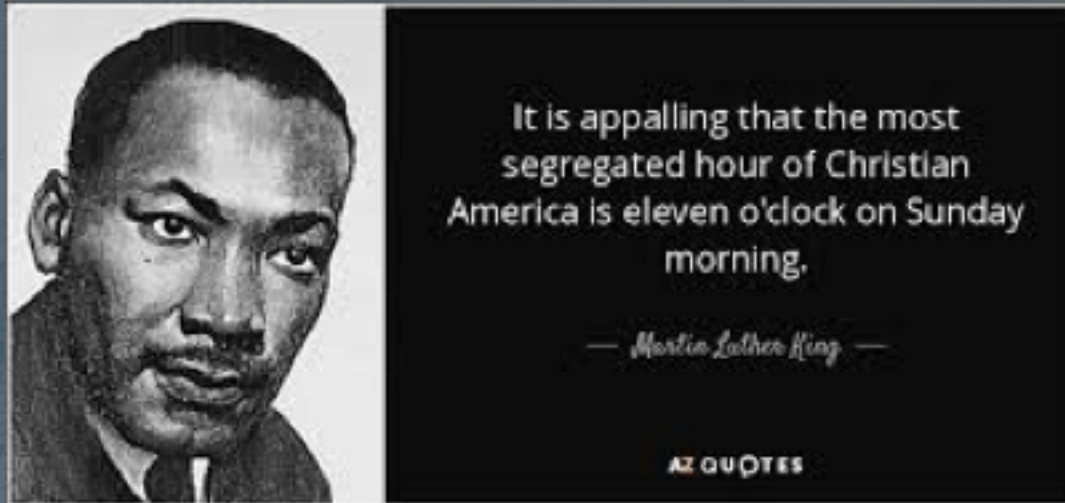 It is appalling that the most
segregated hour of Christian
America is eleven o'clock on Sunday
morning.
— Martin Luther King —
AZ QUOTES